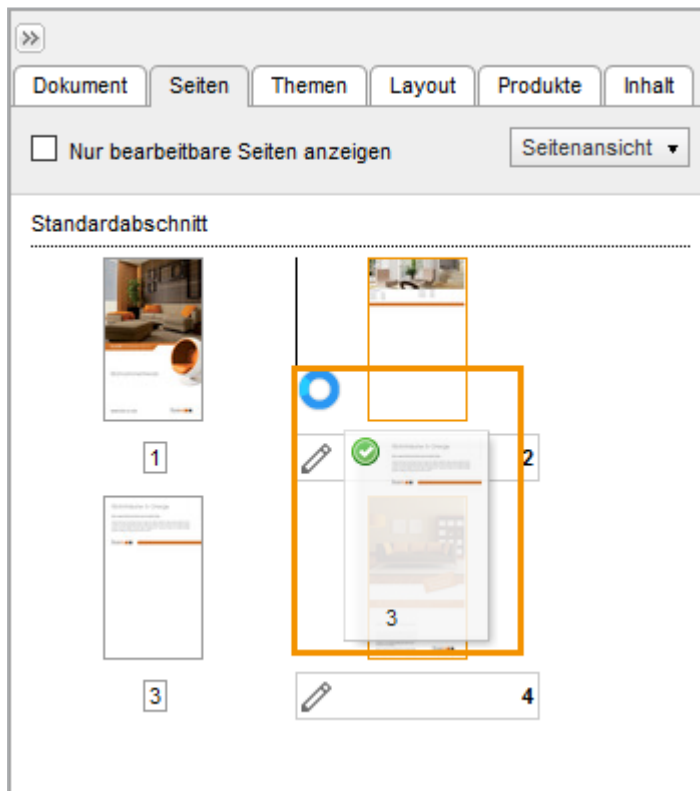 Dokument Seiten Themen Layout Produkte Inhalt
Nur bearbeitbare Seiten anzeigen Seitenansicht
Standardabschnitt
1
2
3
3
4